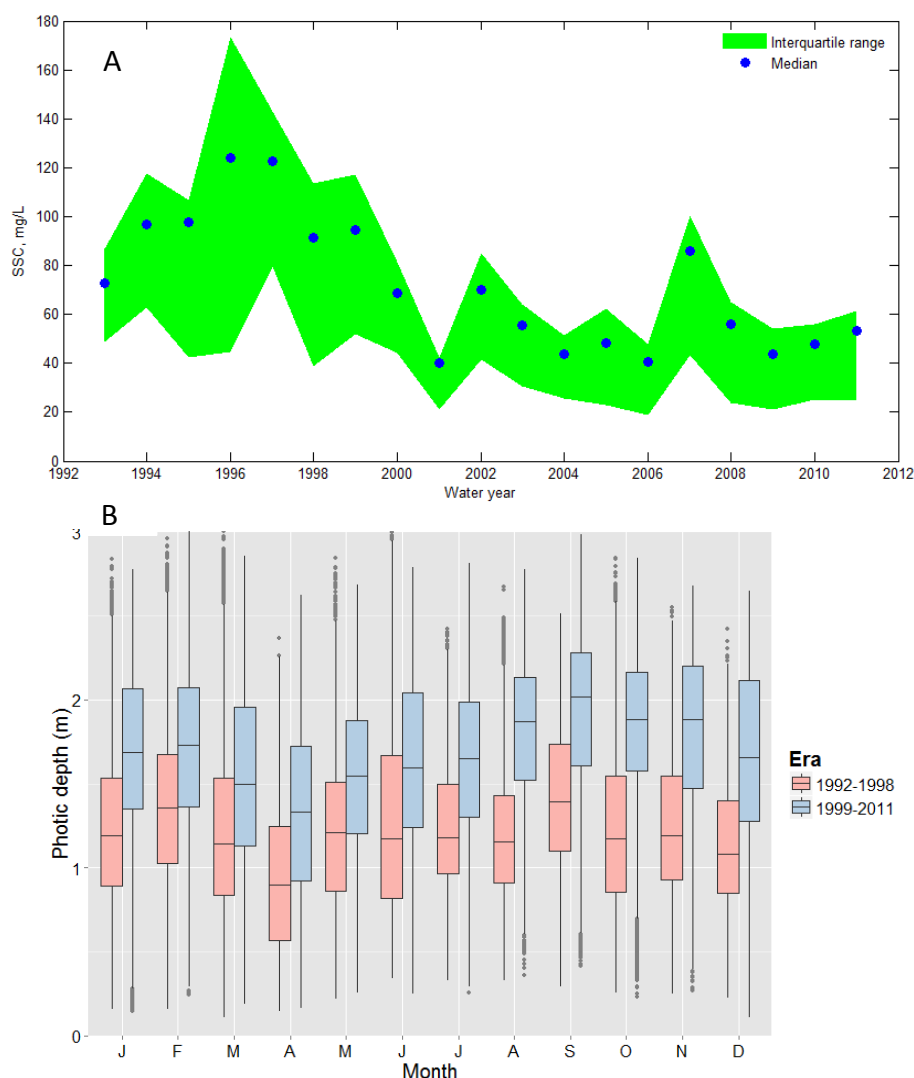 A
Interquartile range
Median
180
160
140
120
100
80
60
40
20
0
SSC, mg/L
1992 1994 1996 1998 2000 2002 2004 2006 2008 2010 2012
Water year
B
3
2
1
0
Photic depth (m)
J F M A M J J A S O N D
Month
Era
1992-1998
1999-2011